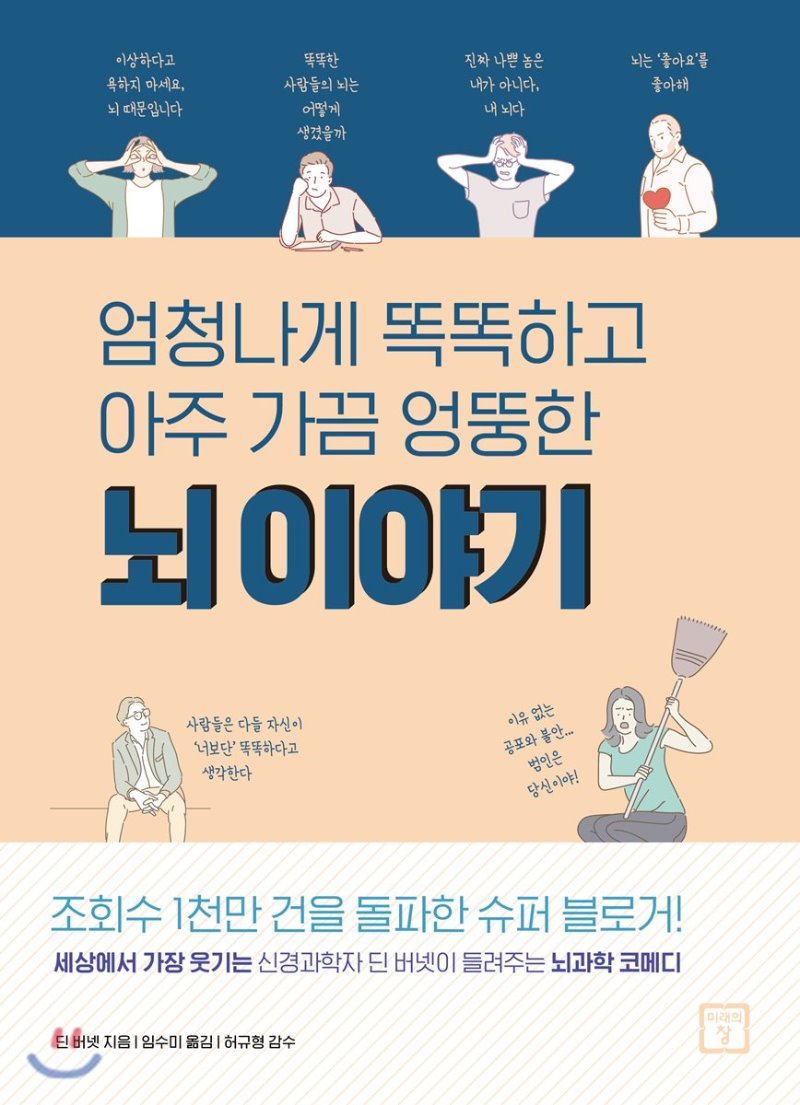 이상하다고
욕하지 마세요,
뇌 때문입니다
똑똑한
사람들의 뇌는
어떻게
생겼을까
진짜 나쁜 놈은
내가 아니다,
내 뇌다
뇌는 '좋아요'를
좋아해
엄청나게 똑똑하고
아주 가끔 엉뚱한
뇌 이야기
사람들은 다들 자신이
'너보단' 똑똑하다고
생각한다
이유 없는
공포와 불안...
범인은
당신이야!
조회수 1천만 건을 돌파한 슈퍼 블로거!
세상에서 가장 웃기는 신경과학자 딘 버넷이 들려주는 뇌과학 코메디
딘 버넷 지음 | 임수미 옮김 | 허규형 감수
미래의
창